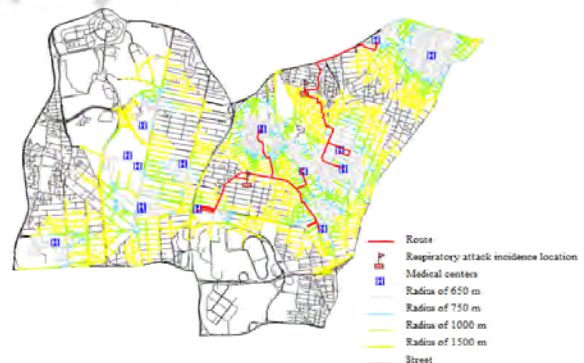 Route
Respiratory attack incidence location
Medical centers
Radius of 650 m
Radius of 750 m
Radius of 1000 m
Radius of 1500 m
Street
H
H
H
H
H
H
H
H
H
H
H
H
H
H